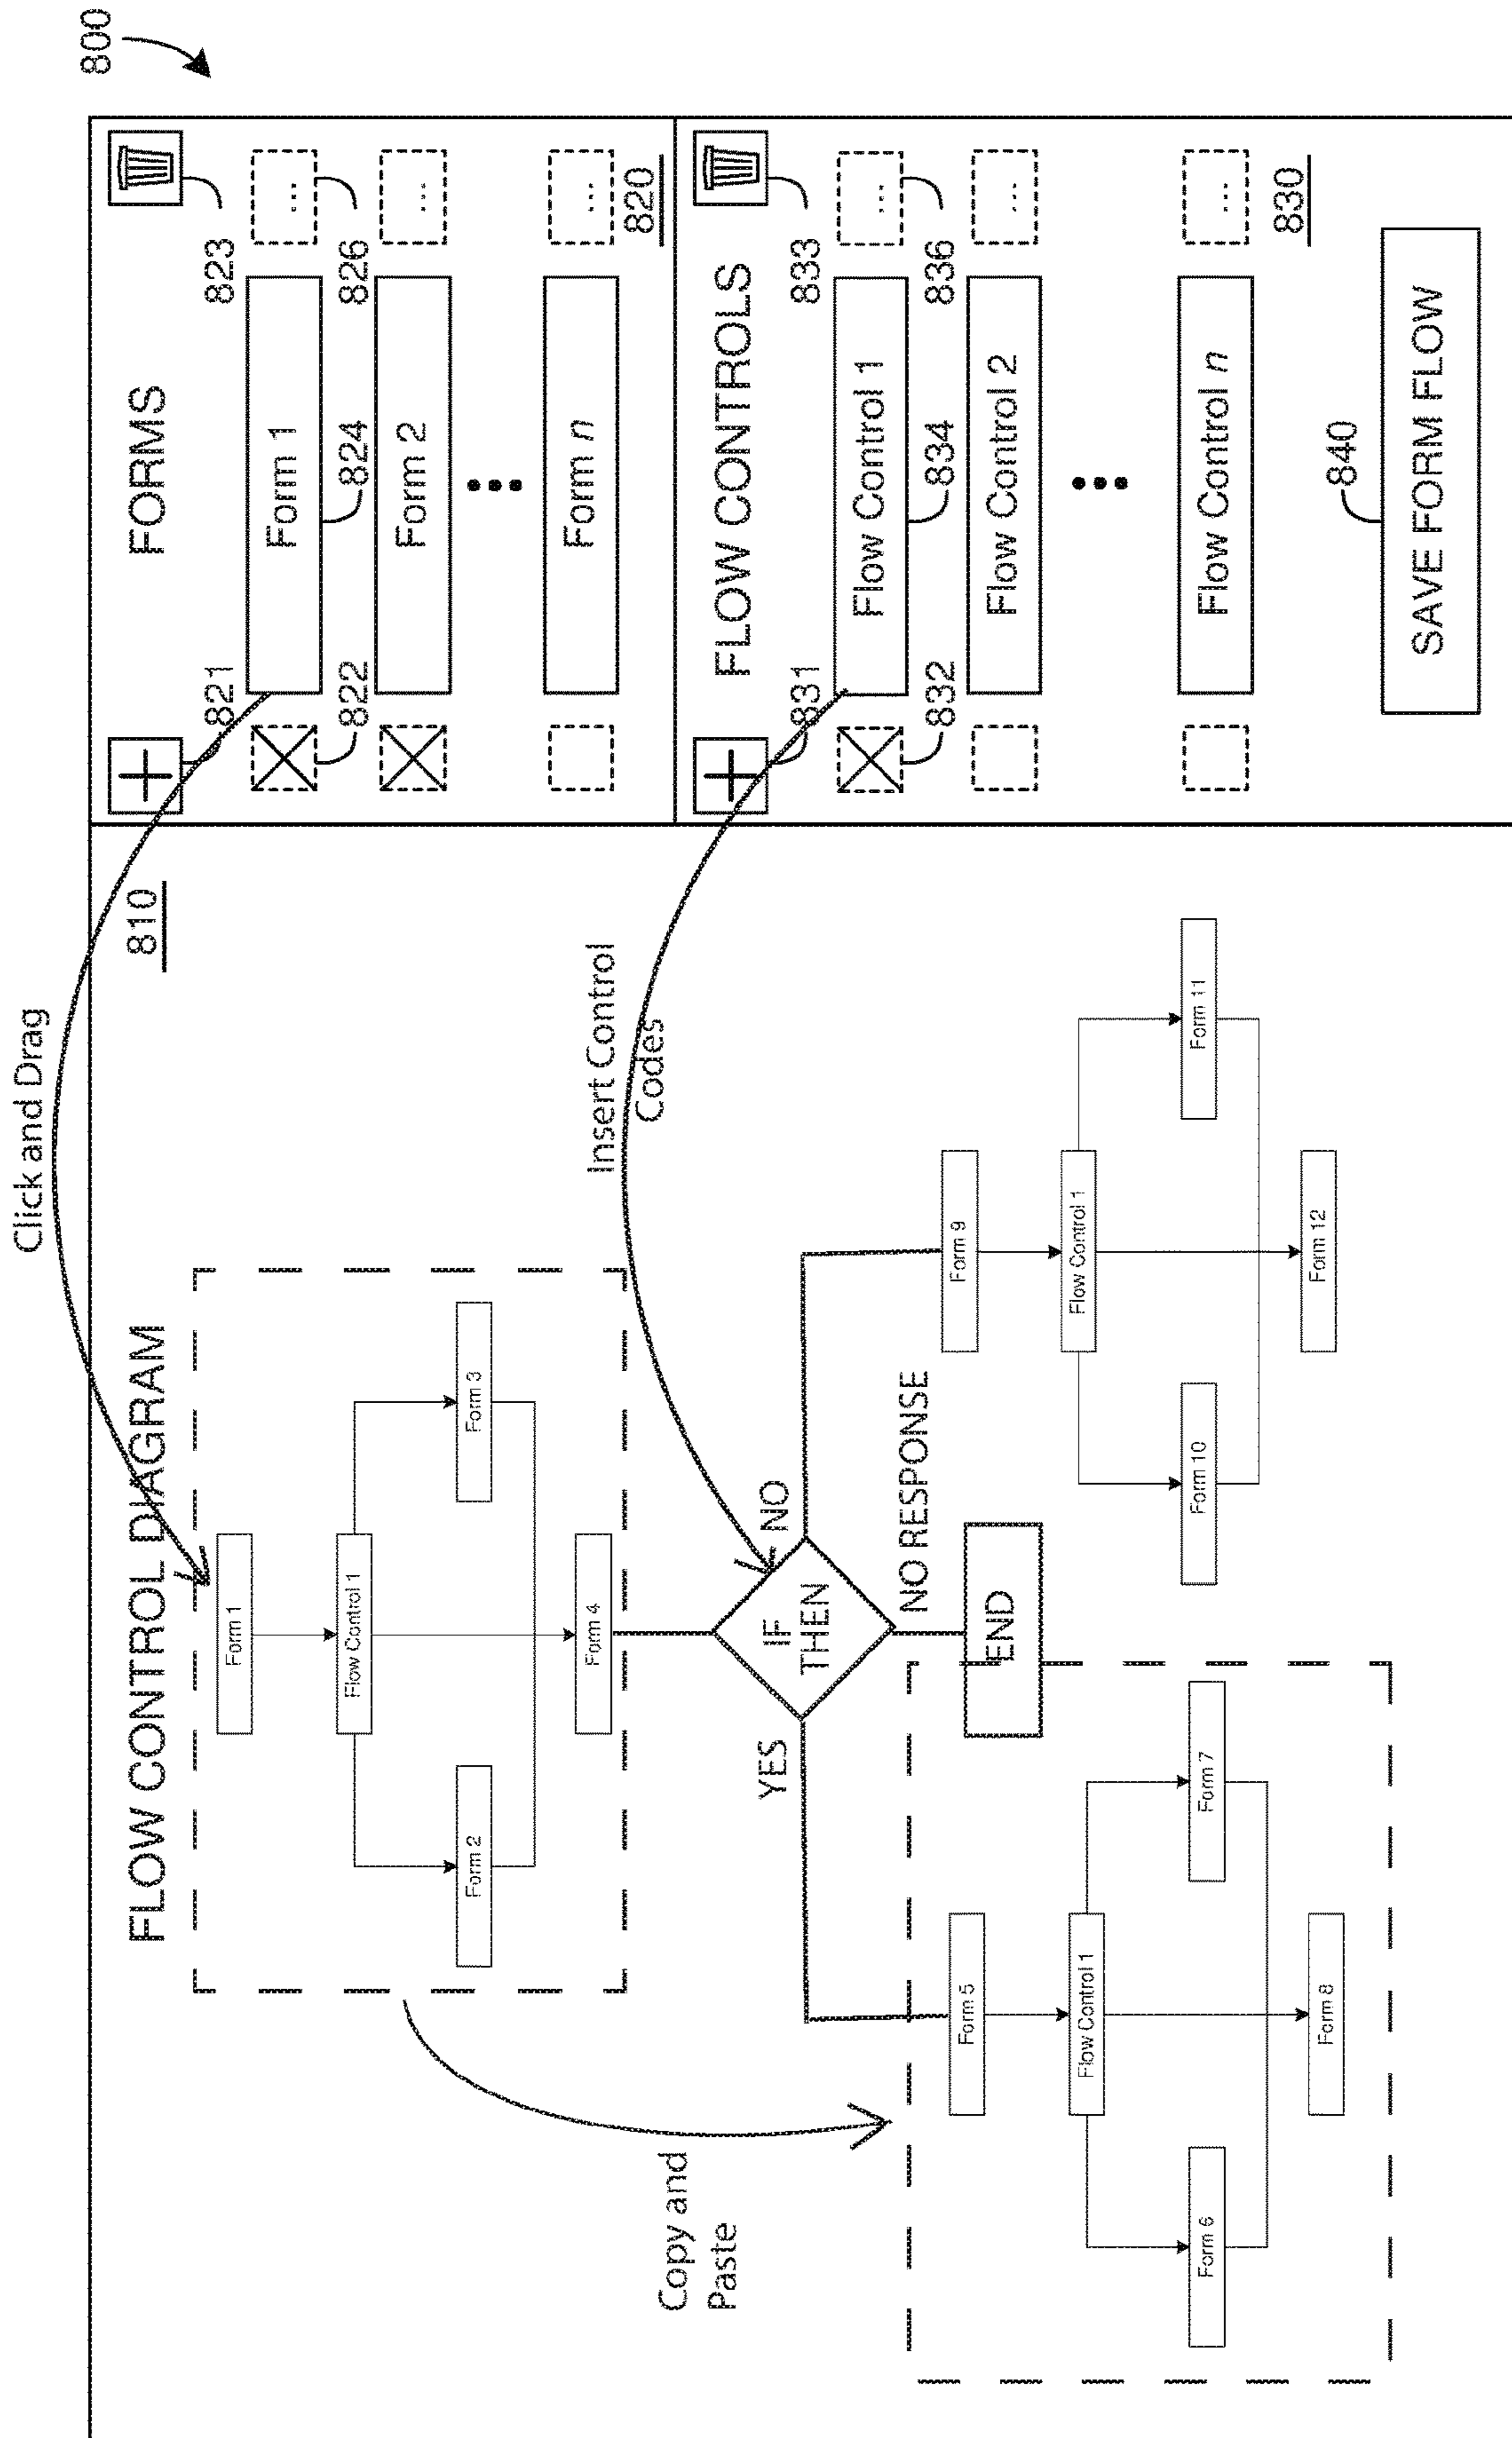 800
Click and Drag
FLOW CONTROL DIAGRAM
810
Form 1
Flow Control 1
Form 2
Form 3
Form 4
Copy and
Paste
Insert Control
Codes
IF
THEN
YES
NO
NO RESPONSE
END
Form 5
Flow Control 1
Form 6
Form 7
Form 8
Form 9
Flow Control 1
Form 10
Form 11
Form 12
FORMS
821
823
Form 1
...
822
824
826
Form 2
...
Form n
...
820
FLOW CONTROLS
831
833
Flow Control 1
...
832
834
836
Flow Control 2
...
Flow Control n
...
830
840
SAVE FORM FLOW